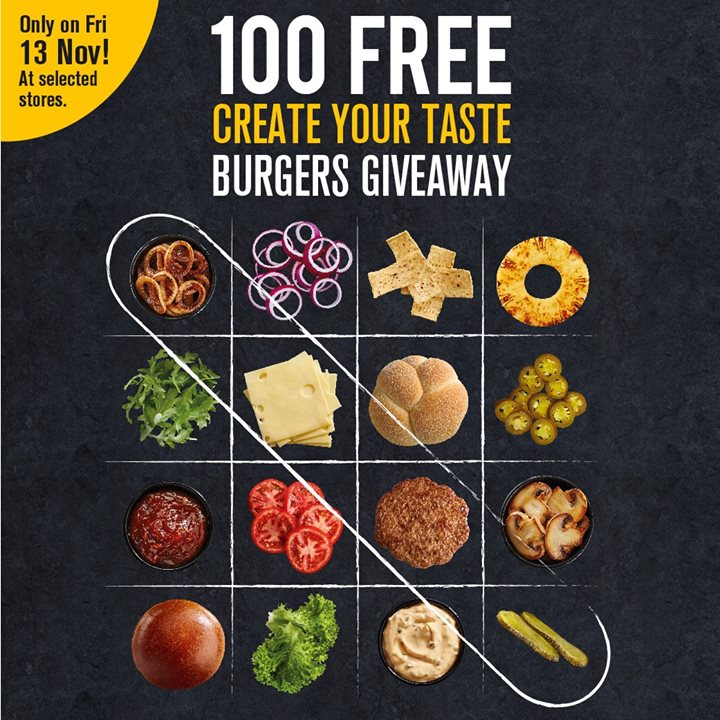 Only on Fri
13 Nov!
At selected
stores.
100 FREE
CREATE YOUR TASTE
BURGERS GIVEAWAY